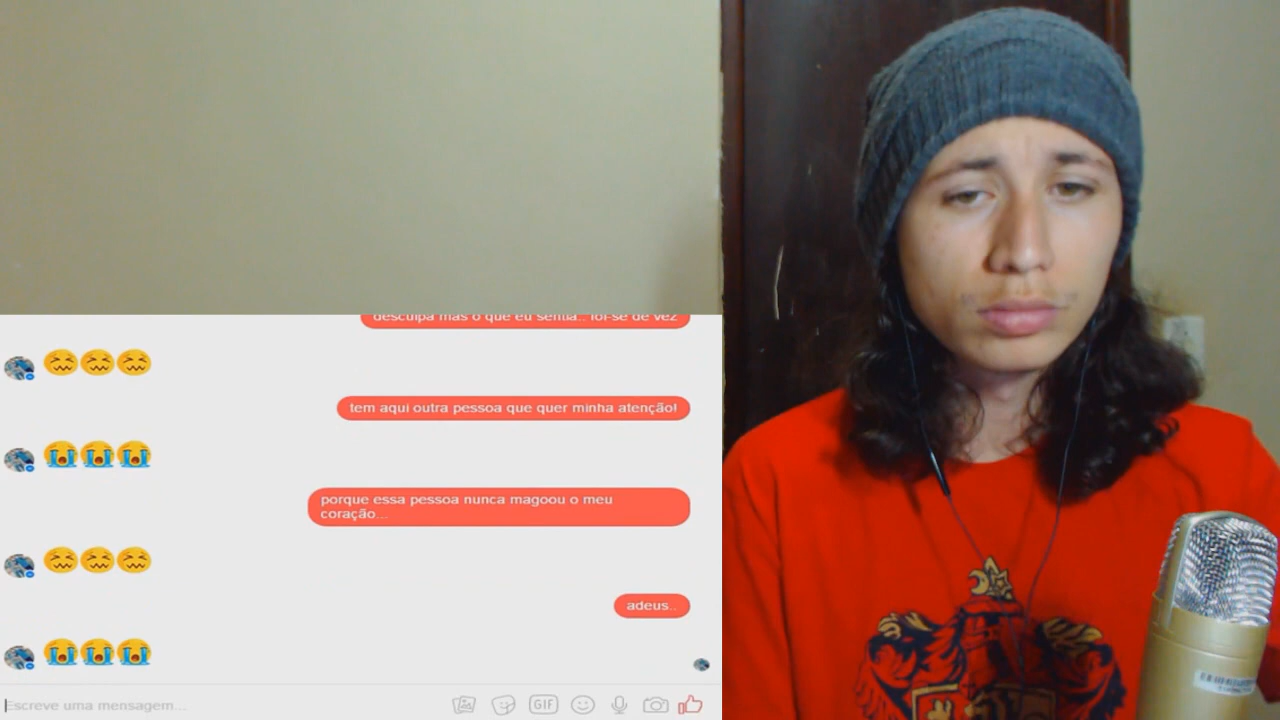 desculpa mas o que eu sentia.. foi-se de vez
tem aqui outra pessoa que quer minha atenção!
porque essa pessoa nunca magoou o meu
coração...
adeus..
Escreve uma mensagem...
GIF